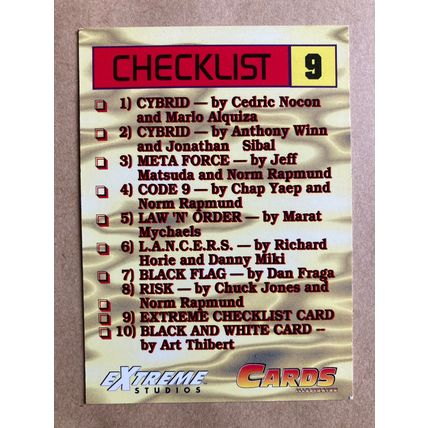 CHECKLIST 9
1) CYBRID — by Cedric Nocon
and Marlo Alquiza
2) CYBRID — by Anthony Winn
and Jonathan Sibal
3) META FORCE — by Jeff
Matsuda and Norm Rapmund
4) CODE 9 — by Chap Yaep and
Norm Rapmund
5) LAW 'N' ORDER — by Marat
Mychaels
6) L.A.N.C.E.R.S. — by Richard
Horie and Danny Miki
7) BLACK FLAG — by Dan Fraga
8) RISK — by Chuck Jones and
Norm Rapmund
9) EXTREME CHECKLIST CARD
10) BLACK AND WHITE CARD --
by Art Thibert
EXTREME CARDS
STUDIOS